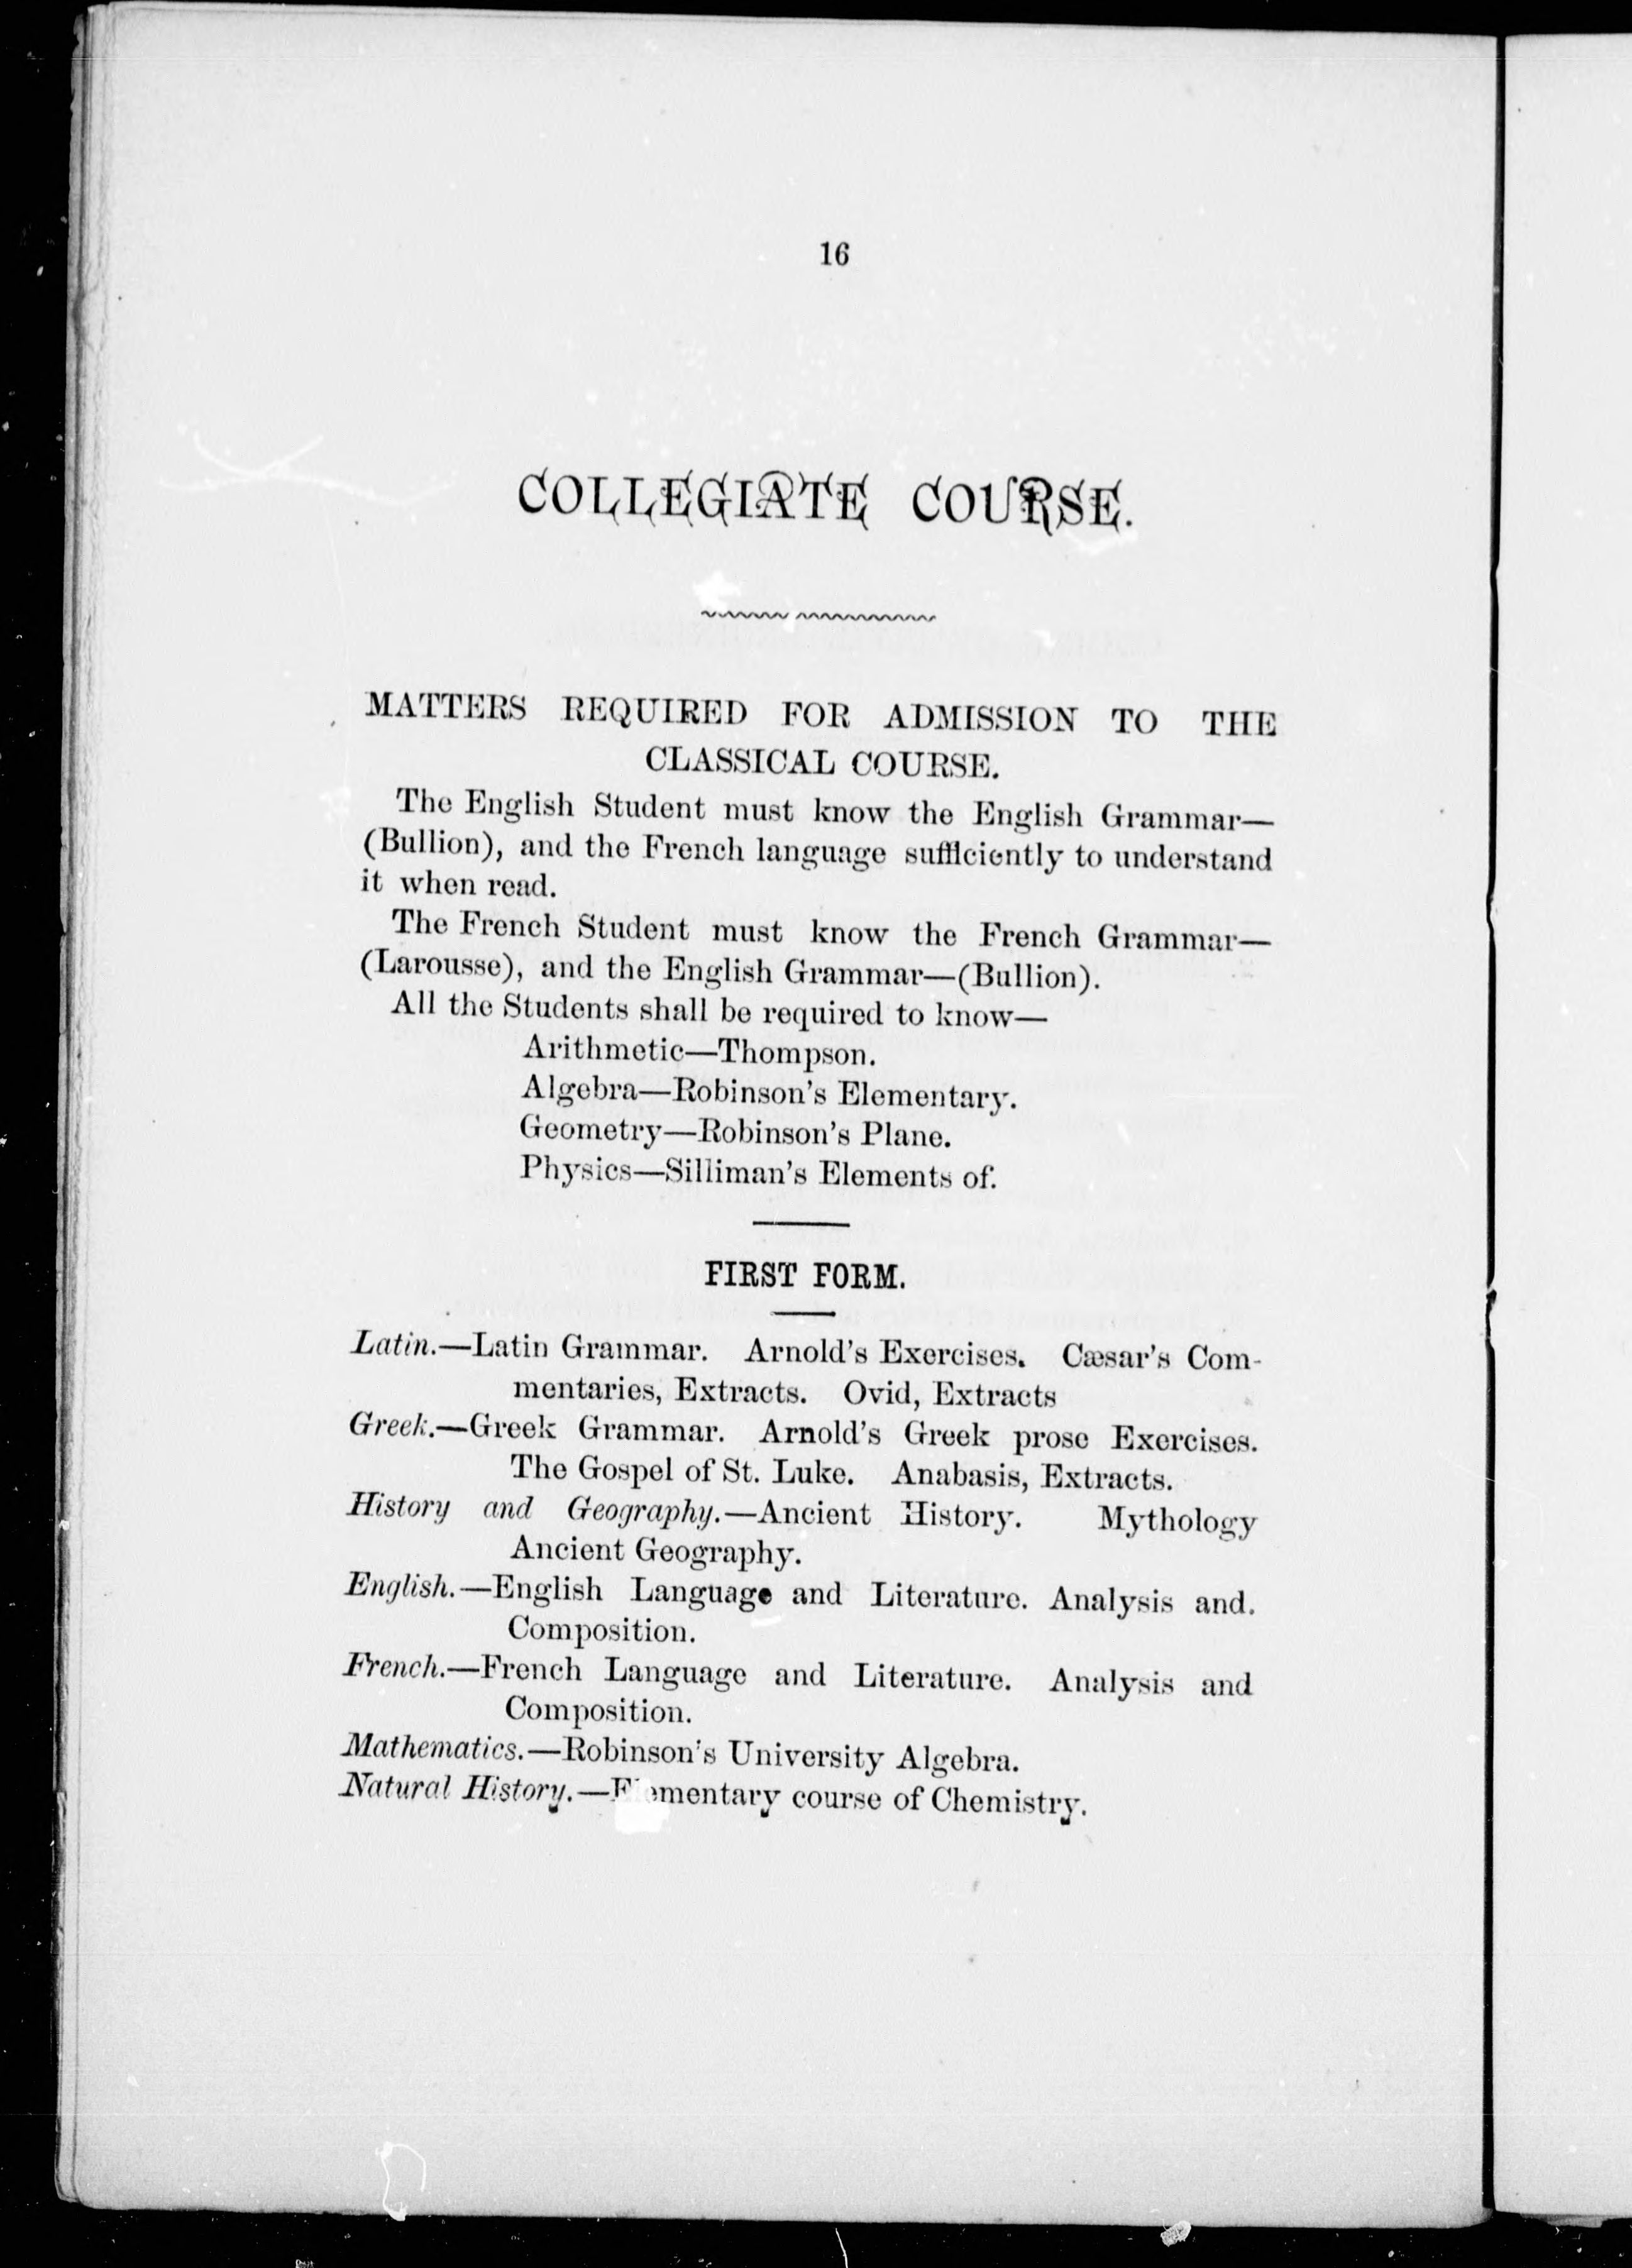 16
COLLEGIATE COURSE.
MATTERS REQUIRED FOR ADMISSION TO THE
CLASSICAL COURSE.
The English Student must know the English Grammar—
(Bullion), and the French language sufficiently to understand
it when read.
The French Student must know the French Grammar—
(Larousse), and the English Grammar—(Bullion).
All the Students shall be required to know—
Arithmetic—Thompson.
Algebra—Robinson's Elementary.
Geometry—Robinson's Plane.
Physics—Silliman's Elements of.
FIRST FORM.
Latin.—Latin Grammar. Arnold's Exercises. Cæsar's Com-
mentaries, Extracts. Ovid, Extracts
Greek.—Greek Grammar. Arnold's Greek prose Exercises.
The Gospel of St. Luke. Anabasis, Extracts.
History and Geography.—Ancient History. Mythology
Ancient Geography.
English.—English Language and Literature. Analysis and.
Composition.
French.—French Language and Literature. Analysis and
Composition.
Mathematics.—Robinson's University Algebra.
Natural History.—Elementary course of Chemistry.